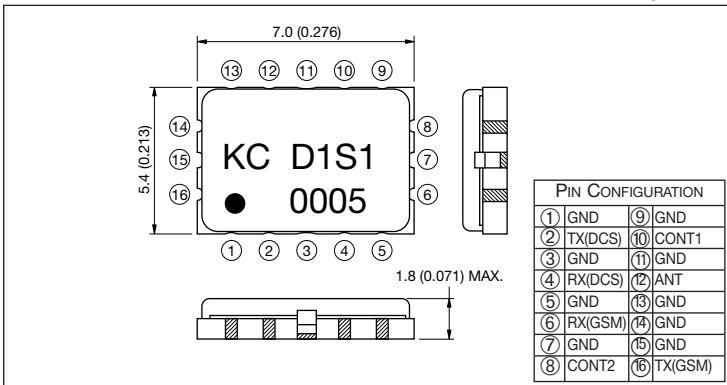 7.0 (0.276)
⑬ ⑫ ⑪ ⑩ ⑨
5.4 (0.213)
⑭ ⑧
⑮ ⑦
⑯ ⑥
KC D1S1
0005
① ② ③ ④ ⑤
1.8 (0.071) MAX.
PIN CONFIGURATION
① GND ⑨ GND
② TX(DCS) ⑩ CONT1
③ GND ⑪ GND
④ RX(DCS) ⑫ ANT
⑤ GND ⑬ GND
⑥ RX(GSM) ⑭ GND
⑦ GND ⑮ GND
⑧ CONT2 ⑯ TX(GSM)